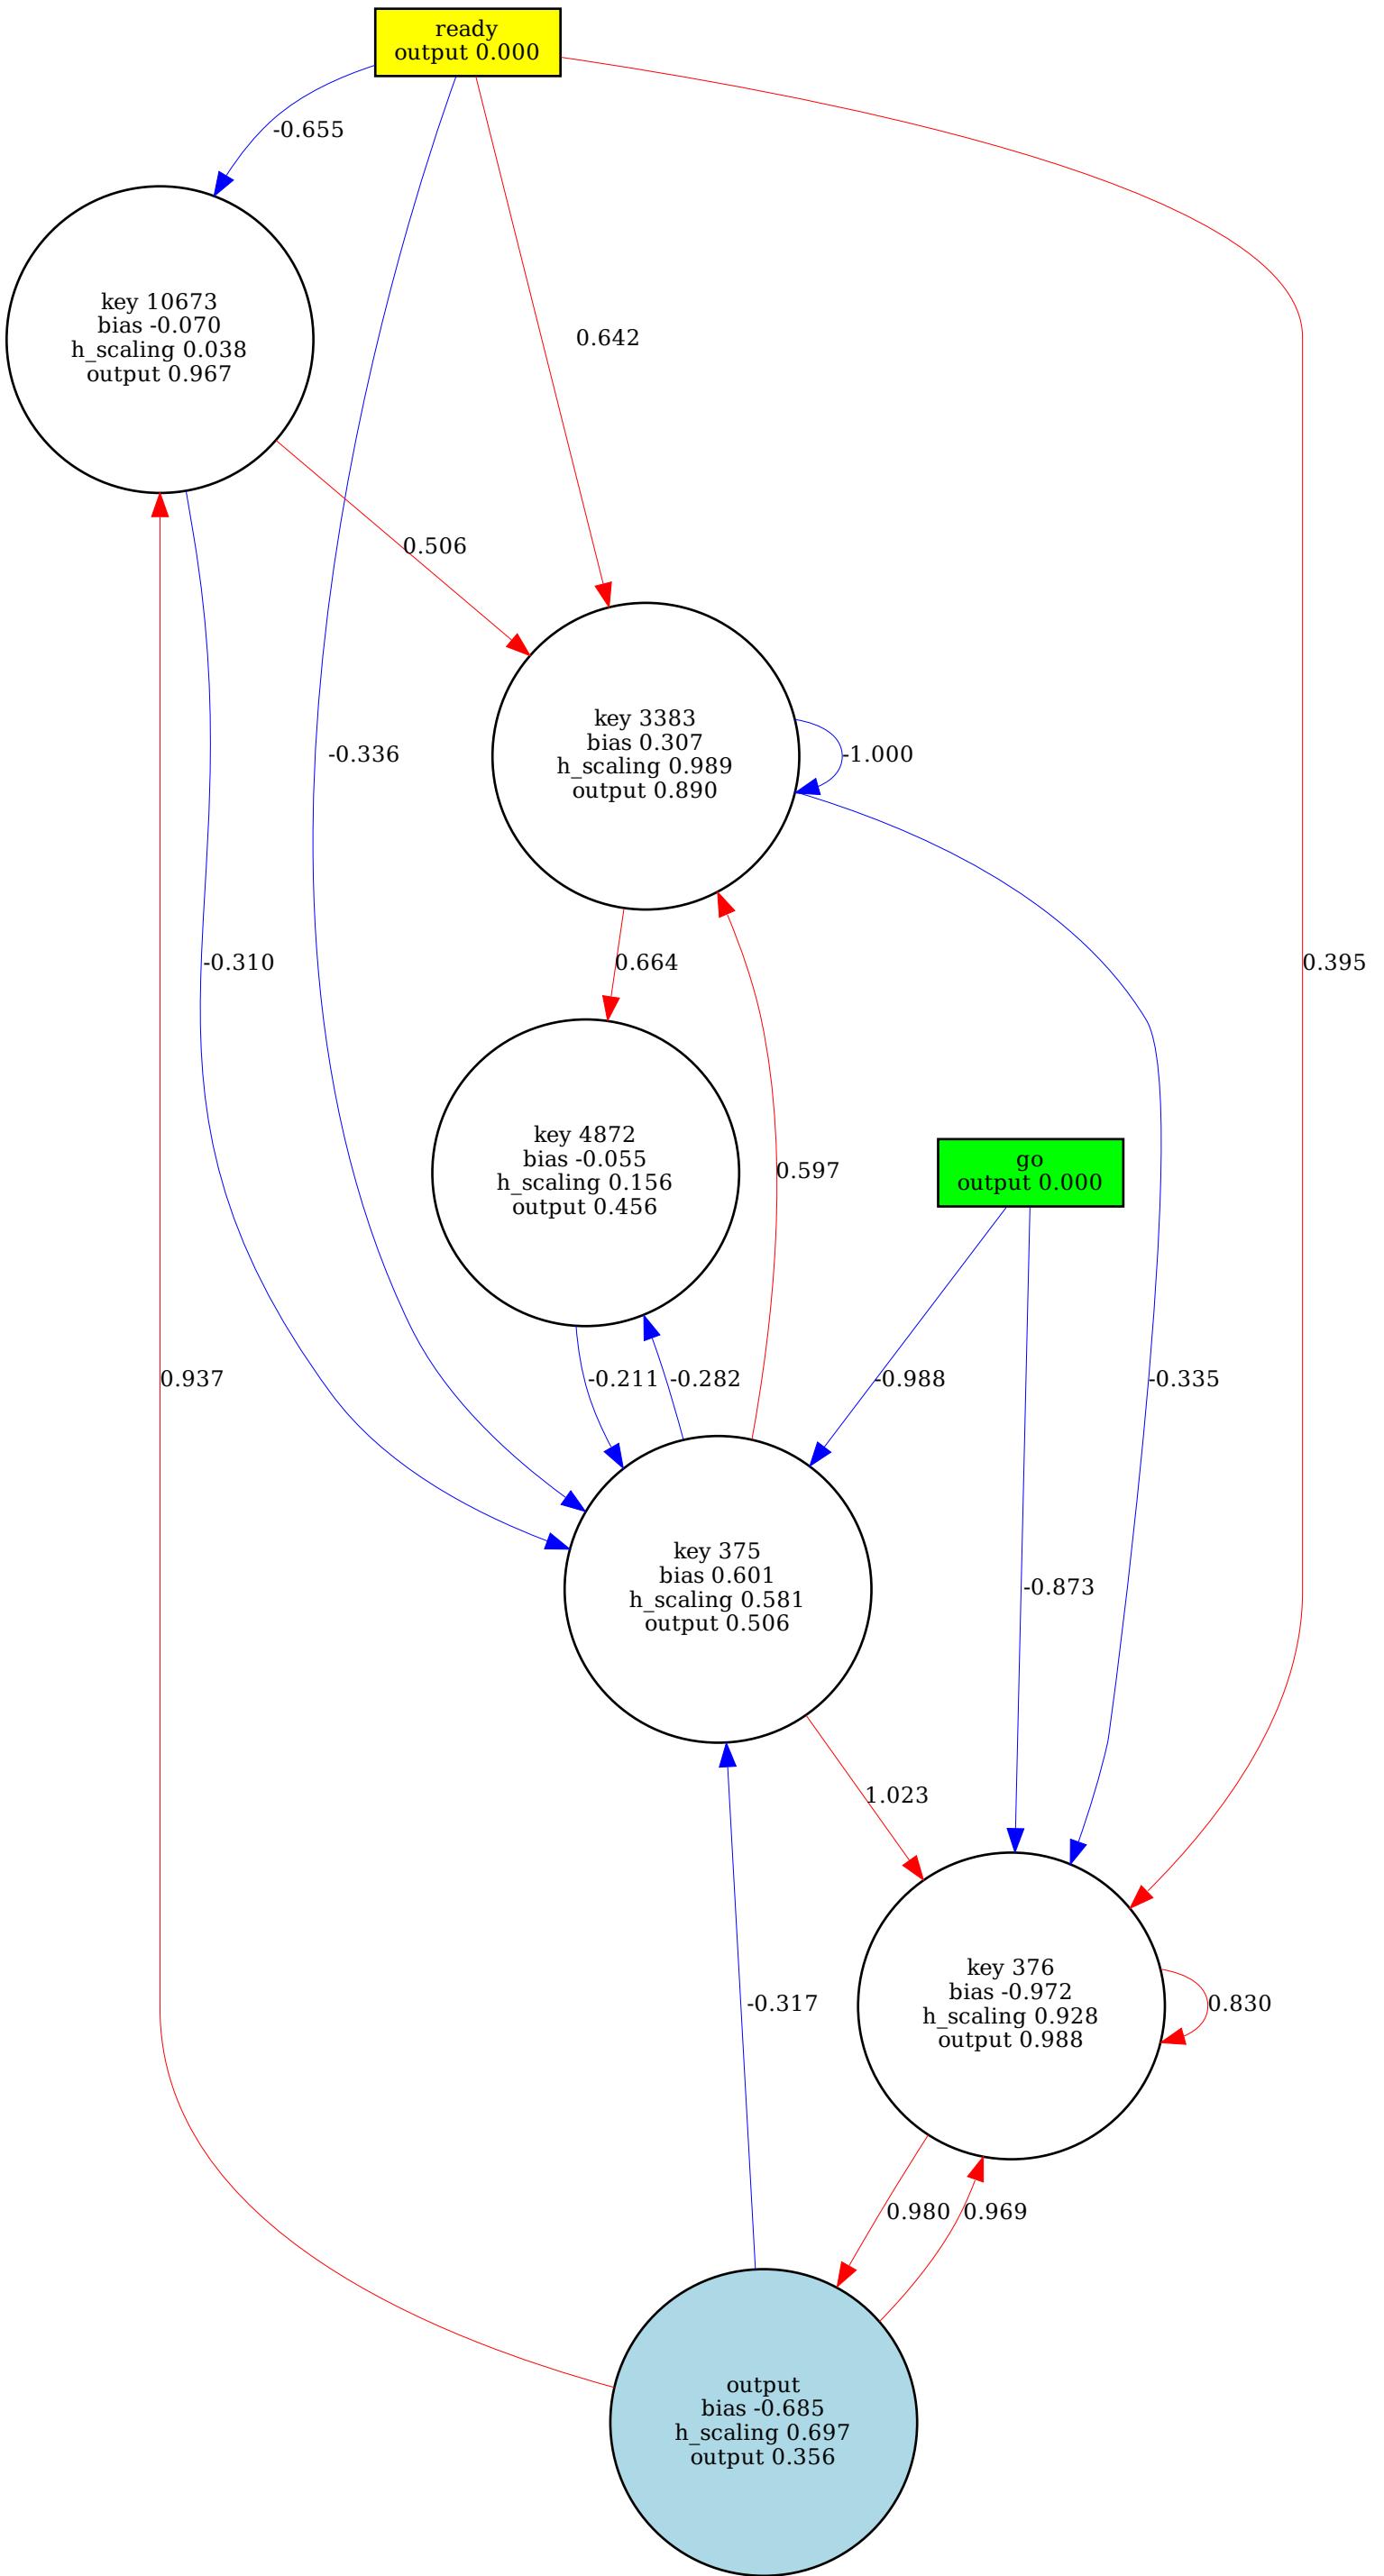 ready
output 0.000
-0.655
key 10673
bias -0.070
h_scaling 0.038
output 0.967
0.642
0.506
key 3383
bias 0.307
h_scaling 0.989
output 0.890
-1.000
-0.336
-0.310
0.664
0.395
key 4872
bias -0.055
h_scaling 0.156
output 0.456
0.597
go
output 0.000
0.937
-0.211
-0.282
-0.988
-0.335
key 375
bias 0.601
h_scaling 0.581
output 0.506
-0.873
1.023
key 376
bias -0.972
h_scaling 0.928
output 0.988
-0.317
0.830
0.980
0.969
output
bias -0.685
h_scaling 0.697
output 0.356